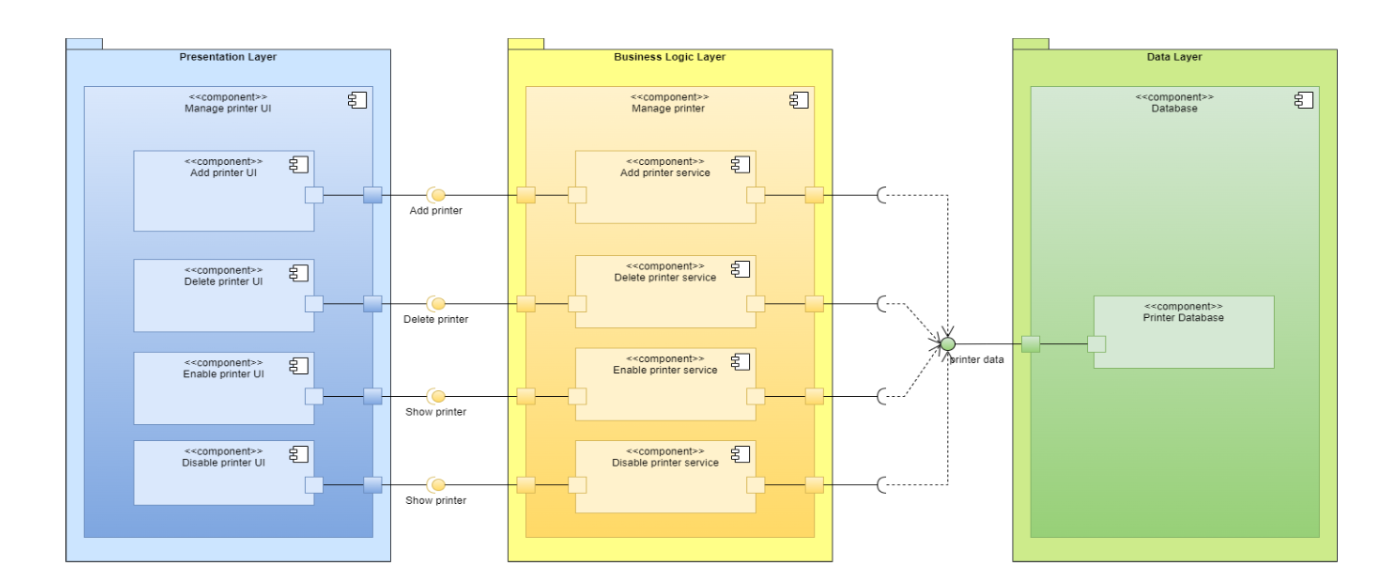 Presentation Layer
<<component>>
Manage printer UI
<<component>>
Add printer UI
<<component>>
Delete printer UI
<<component>>
Enable printer UI
<<component>>
Disable printer UI
Add printer
Delete printer
Show printer
Show printer
Business Logic Layer
<<component>>
Manage printer
<<component>>
Add printer service
<<component>>
Delete printer service
<<component>>
Enable printer service
<<component>>
Disable printer service
printer data
Data Layer
<<component>>
Database
<<component>>
Printer Database